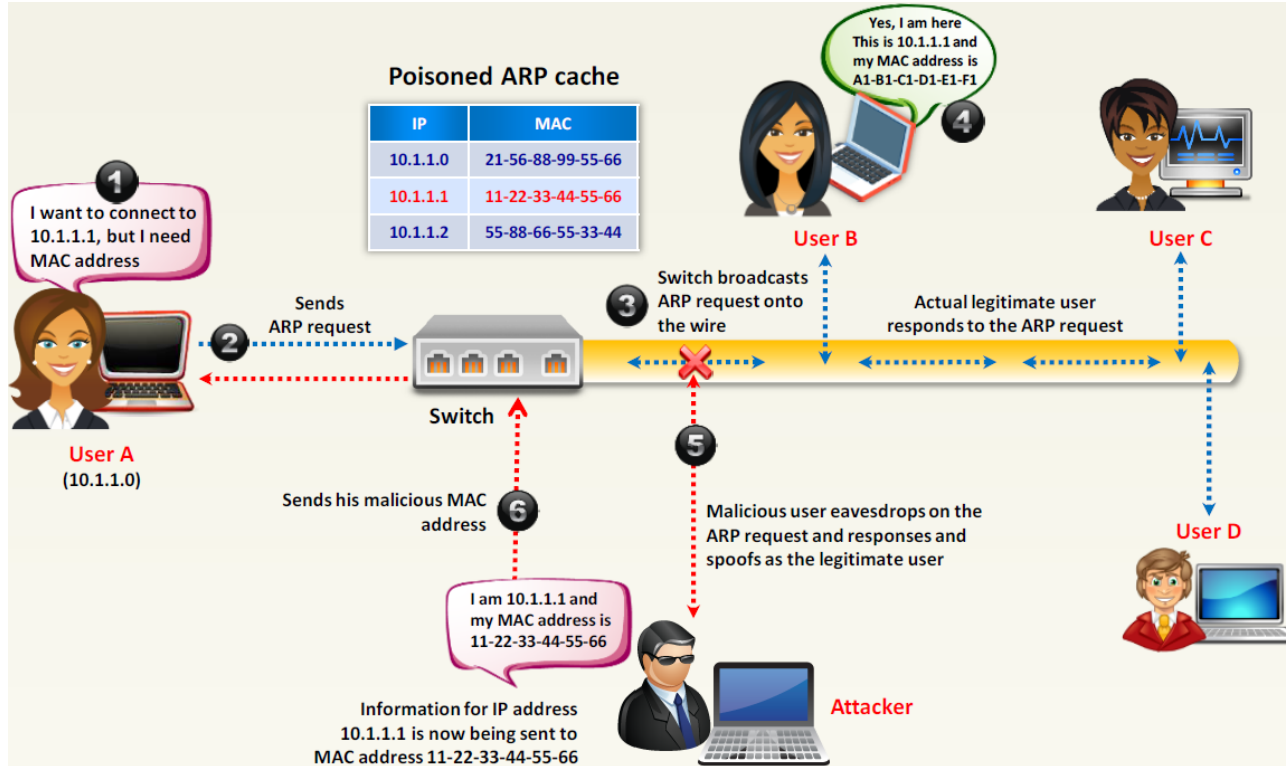 Poisoned ARP cache
IP MAC
10.1.1.0 21-56-88-99-55-66
10.1.1.1 11-22-33-44-55-66
10.1.1.2 55-88-66-55-33-44
1
I want to connect to
10.1.1.1, but I need
MAC address
User A
(10.1.1.0)
2
Sends
ARP request
Switch
3
Switch broadcasts
ARP request onto
the wire
Yes, I am here
This is 10.1.1.1 and
my MAC address is
A1-B1-C1-D1-E1-F1
4
User B
User C
Actual legitimate user
responds to the ARP request
User D
5
Malicious user eavesdrops on the
ARP request and responses and
spoofs as the legitimate user
6
Sends his malicious MAC
address
I am 10.1.1.1 and
my MAC address is
11-22-33-44-55-66
Attacker
Information for IP address
10.1.1.1 is now being sent to
MAC address 11-22-33-44-55-66